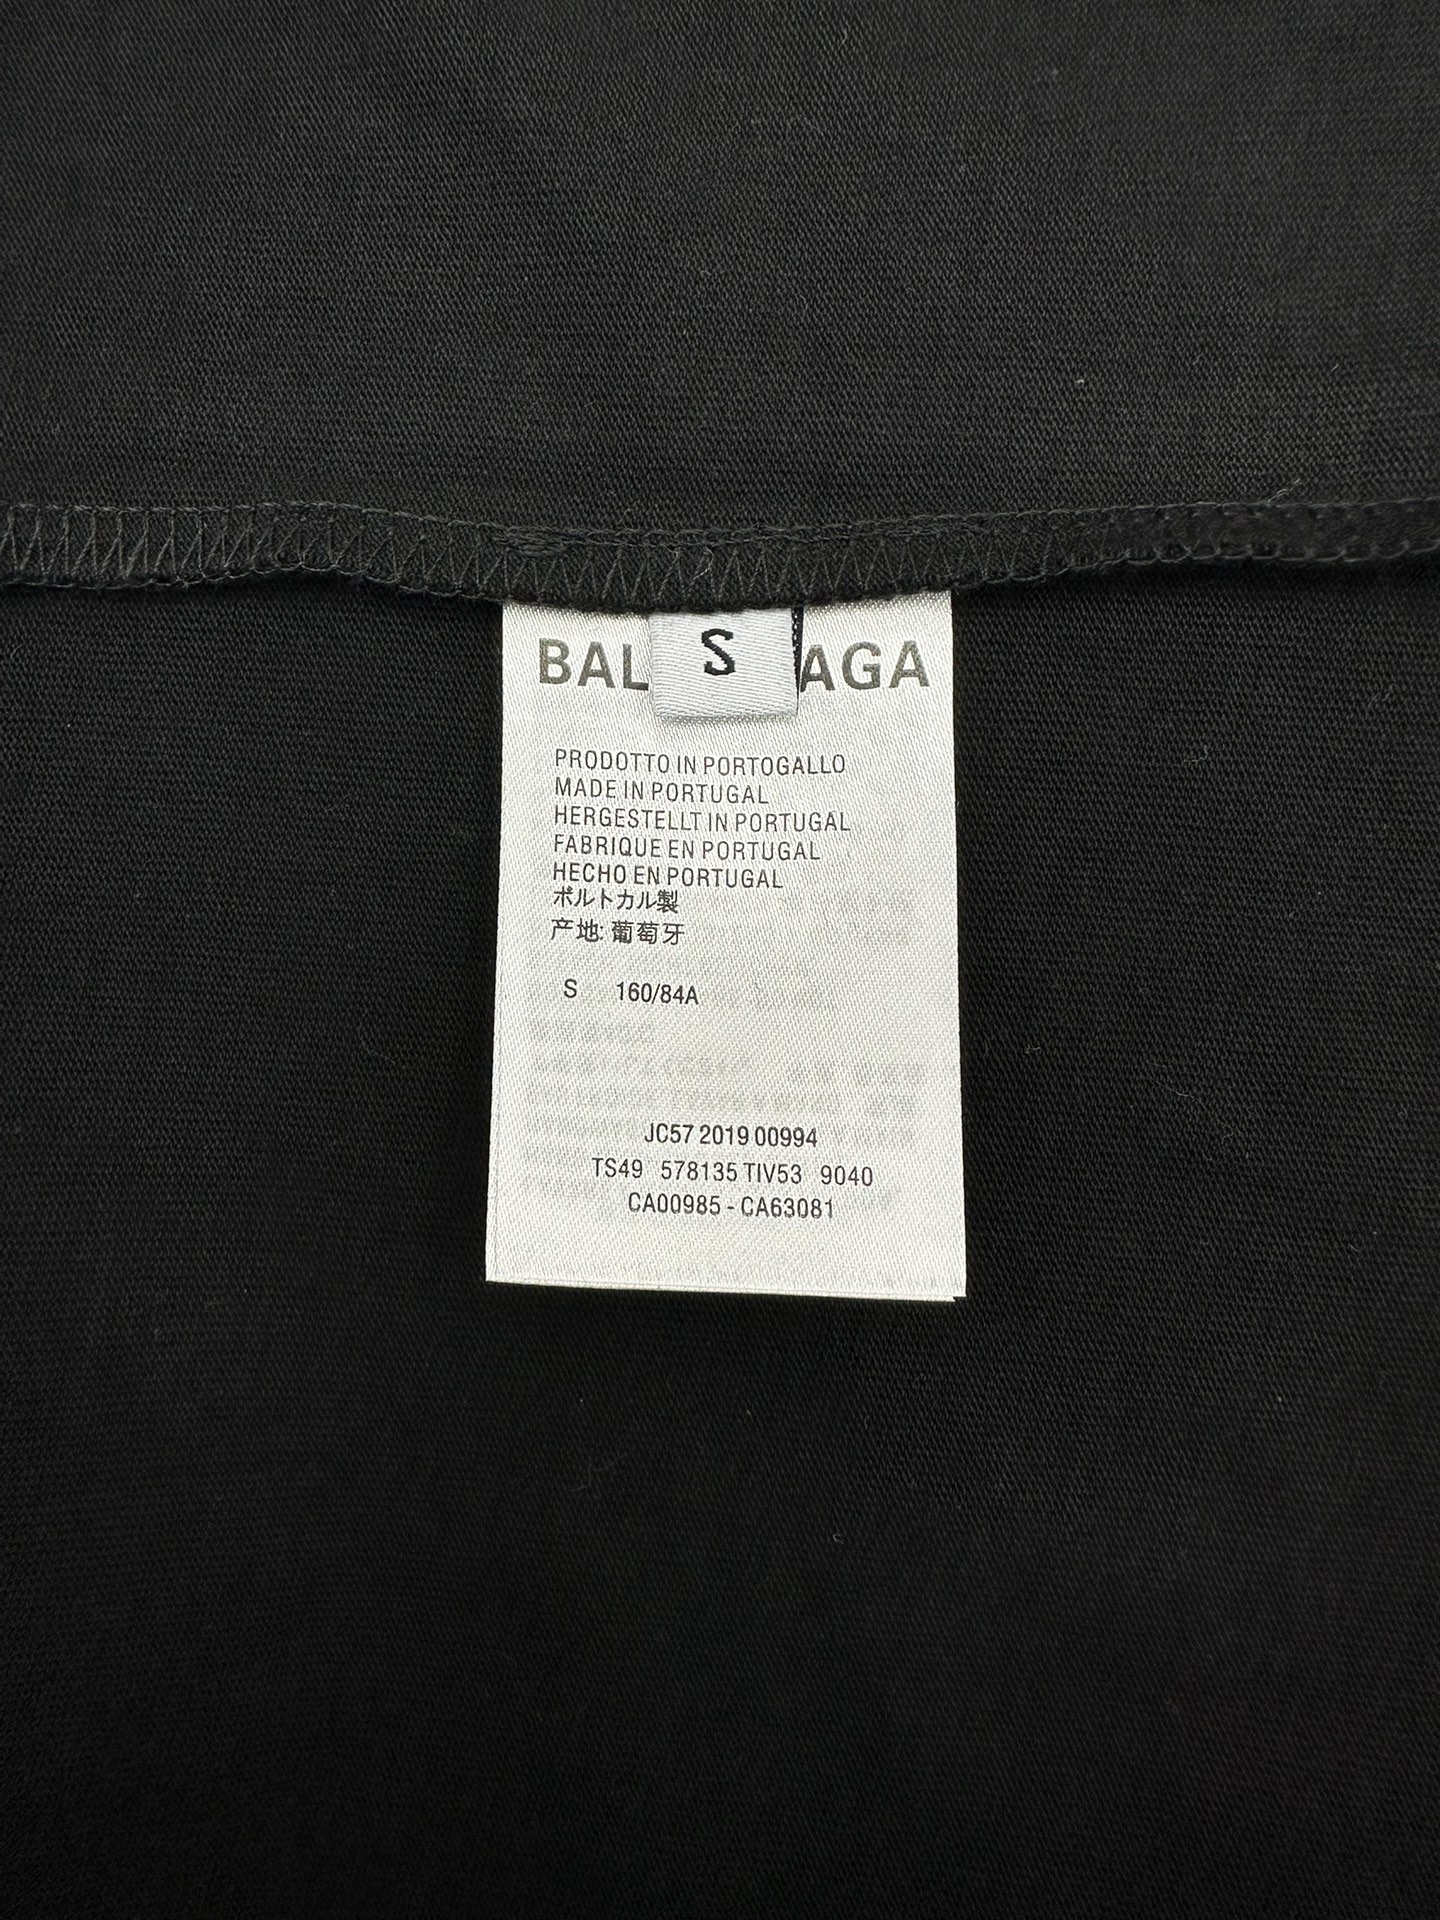 BAL S AGA
PRODOTTO IN PORTOGALLO
MADE IN PORTUGAL
HERGESTELLT IN PORTUGAL
FABRIQUE EN PORTUGAL
HECHO EN PORTUGAL
ポルトカル製
产地: 葡萄牙
S 160/84A
JC57 2019 00994
TS49 578135 TIV53 9040
CA00985 - CA63081